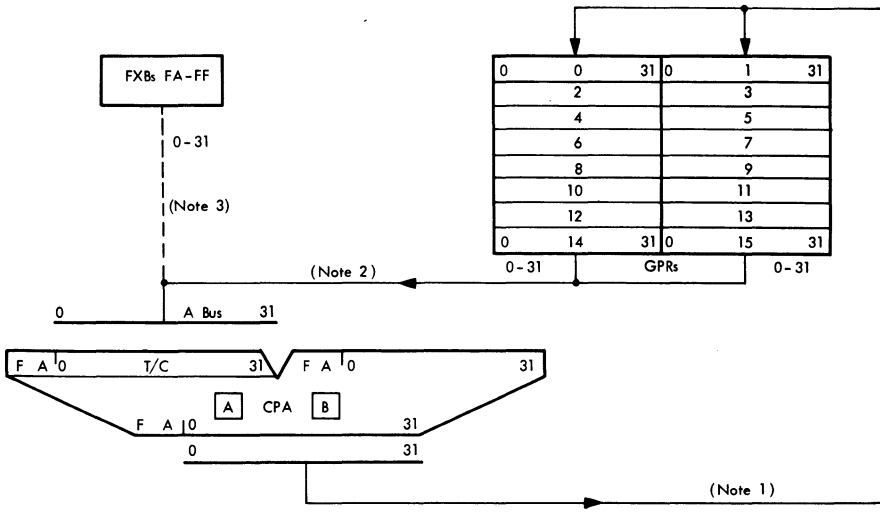 FXBs FA-FF
0-31
(Note 3)
0 0 31 0 1 31
2 3
4 5
6 7
8 9
10 11
12 13
0 14 31 0 15 31
0-31 GPRs 0-31
(Note 2)
0 A Bus 31
F A 0 T/C 31 F A 0 31
A CPA B
F A 0 31
0 31
(Note 1)